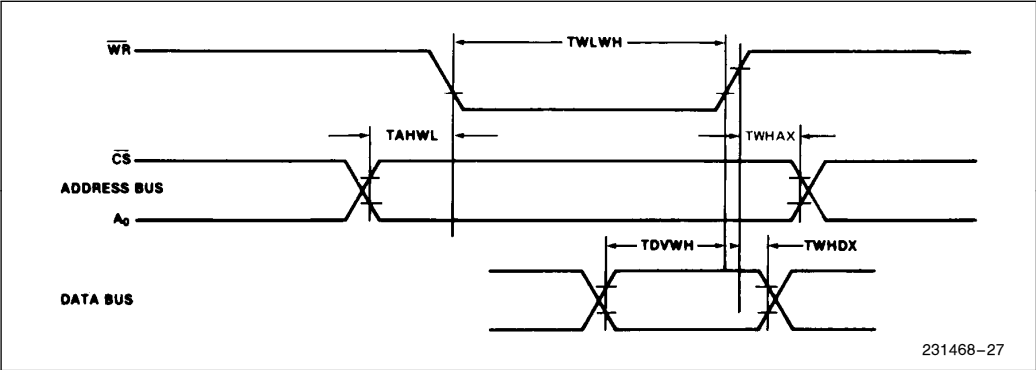 WR
TWLWH
TAHWL
TWHAX
CS
ADDRESS BUS
A0
TDVWH
TWHDX
DATA BUS
231468-27